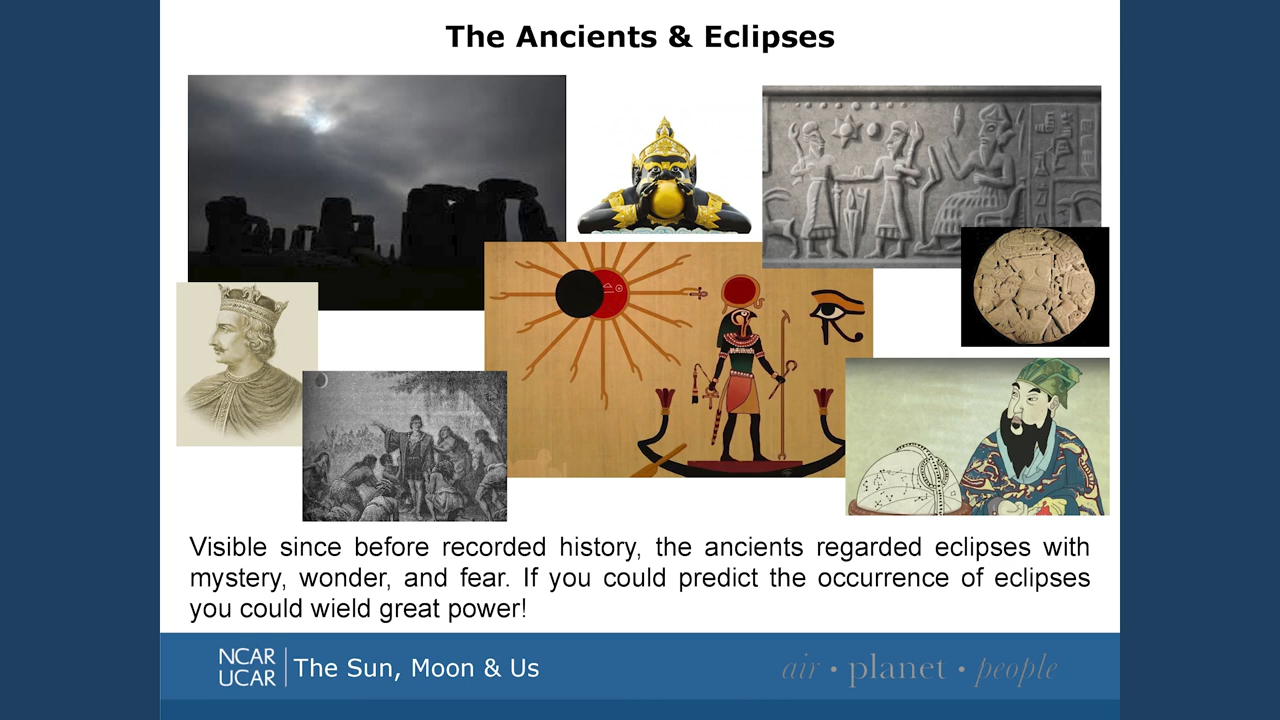 The Ancients & Eclipses
Visible since before recorded history, the ancients regarded eclipses with
mystery, wonder, and fear. If you could predict the occurrence of eclipses
you could wield great power!
NCAR
UCAR
The Sun, Moon & Us
air • planet • people